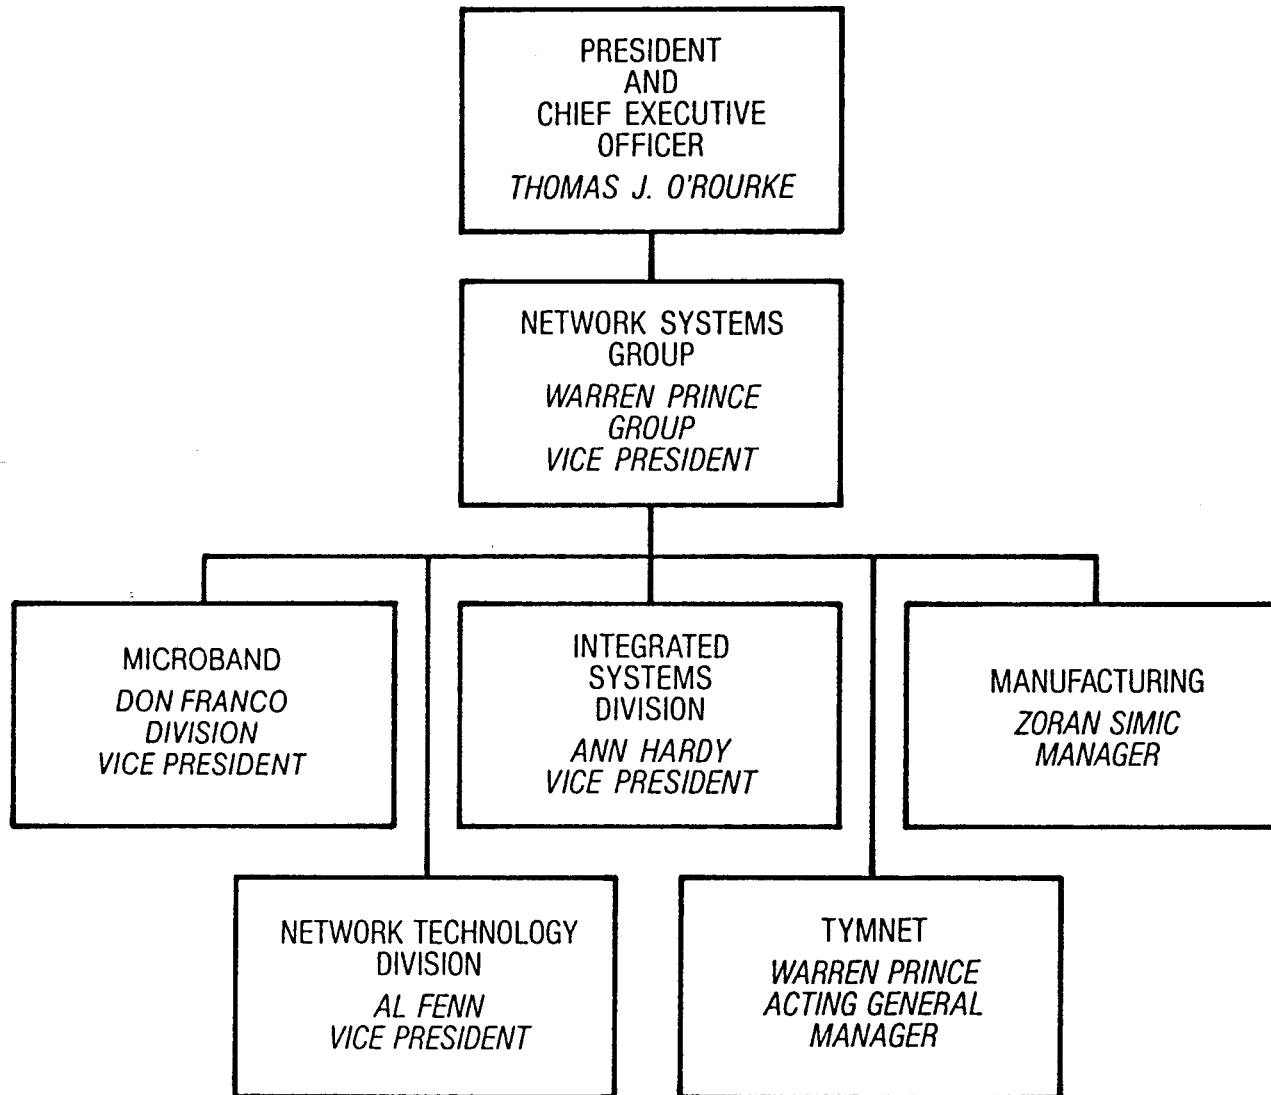 PRESIDENT
AND
CHIEF EXECUTIVE
OFFICER
THOMAS J. O'ROURKE
NETWORK SYSTEMS
GROUP
WARREN PRINCE
GROUP
VICE PRESIDENT
MICROBAND
DON FRANCO
DIVISION
VICE PRESIDENT
INTEGRATED
SYSTEMS
DIVISION
ANN HARDY
VICE PRESIDENT
MANUFACTURING
ZORAN SIMIC
MANAGER
NETWORK TECHNOLOGY
DIVISION
AL FENN
VICE PRESIDENT
TYMNET
WARREN PRINCE
ACTING GENERAL
MANAGER